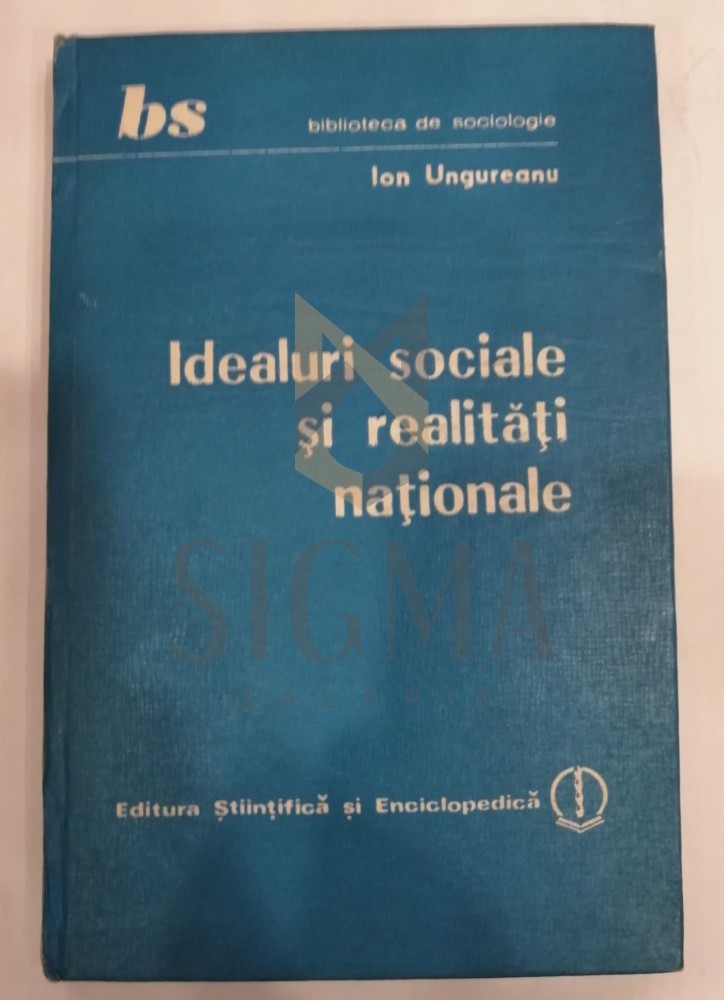 bs
biblioteca de sociologie
Ion Ungureanu
Idealuri sociale
şi realităţi
naţionale
SIGMA
Editura Ştiinţifică şi Enciclopedică